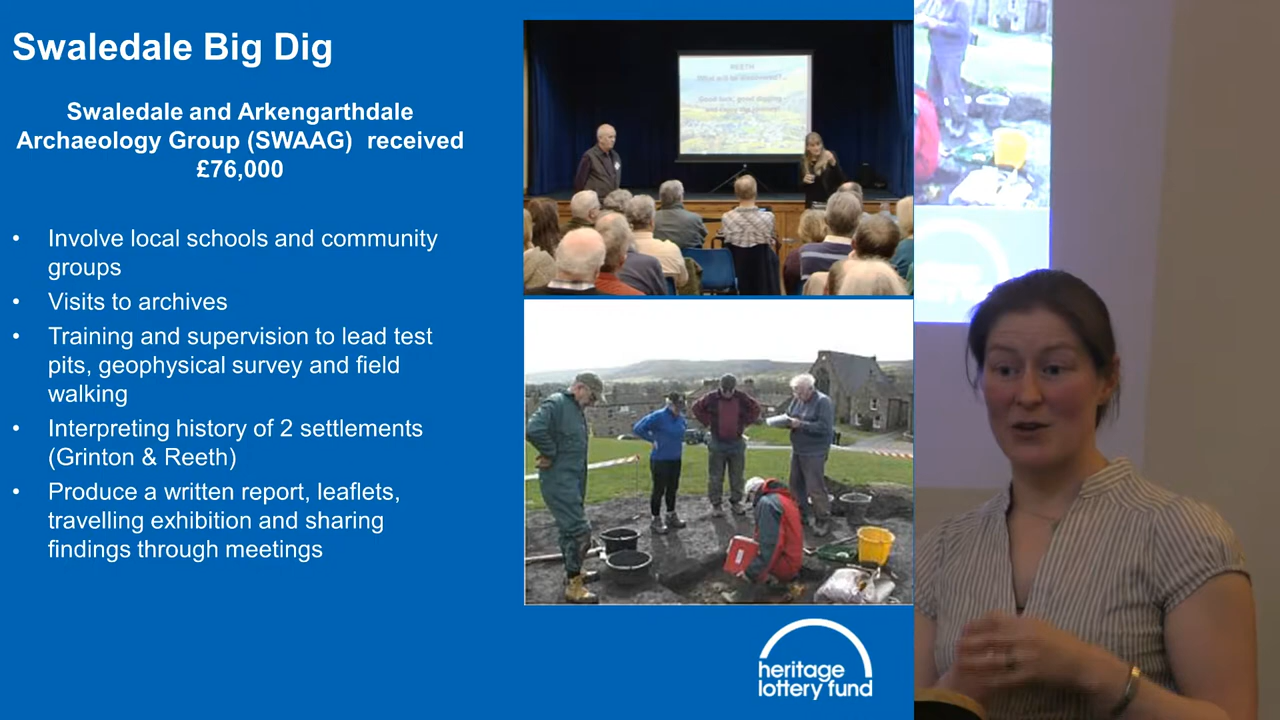 Swaledale Big Dig
Swaledale and Arkengarthdale
Archaeology Group (SWAAG) received
£76,000
• Involve local schools and community
groups
• Visits to archives
• Training and supervision to lead test
pits, geophysical survey and field
walking
• Interpreting history of 2 settlements
(Grinton & Reeth)
• Produce a written report, leaflets,
travelling exhibition and sharing
findings through meetings
REETH
heritage
lottery fund